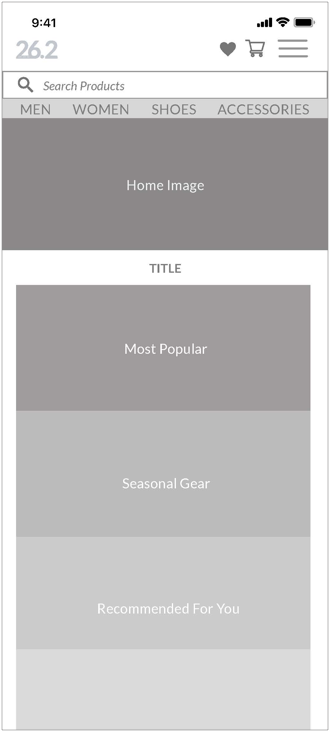 9:41
26.2
Search Products
MEN WOMEN SHOES ACCESSORIES
Home Image
TITLE
Most Popular
Seasonal Gear
Recommended For You